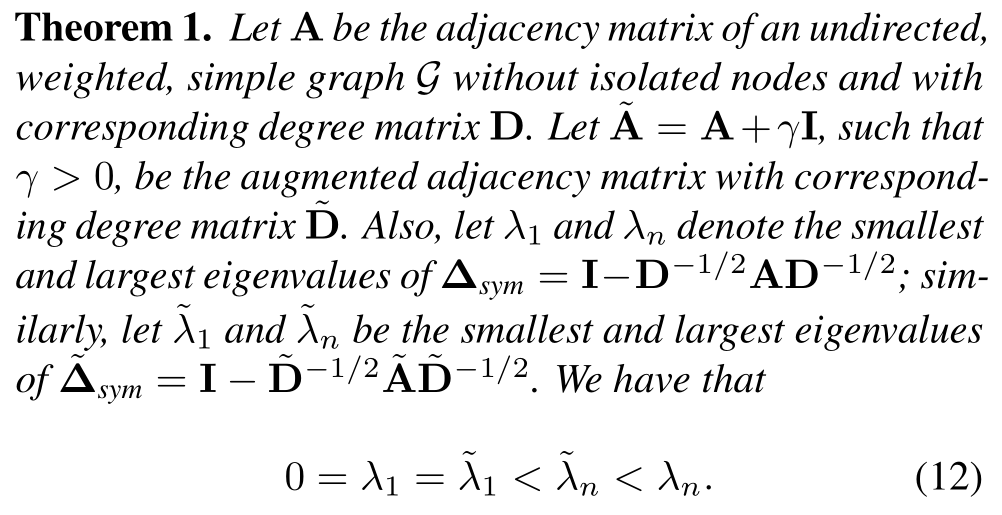 Theorem 1. Let A be the adjacency matrix of an undirected,
weighted, simple graph 𝒢 without isolated nodes and with
corresponding degree matrix D. Let Ã = A + γI, such that
γ > 0, be the augmented adjacency matrix with correspond-
ing degree matrix D̃. Also, let λ₁ and λₙ denote the smallest
and largest eigenvalues of Δ_sym = I − D^{−1/2}AD^{−1/2}; sim-
ilarly, let λ̃₁ and λ̃ₙ be the smallest and largest eigenvalues
of Δ̃_sym = I − D̃^{−1/2}ÃD̃^{−1/2}. We have that
0 = λ₁ = λ̃₁ < λ̃ₙ < λₙ. (12)